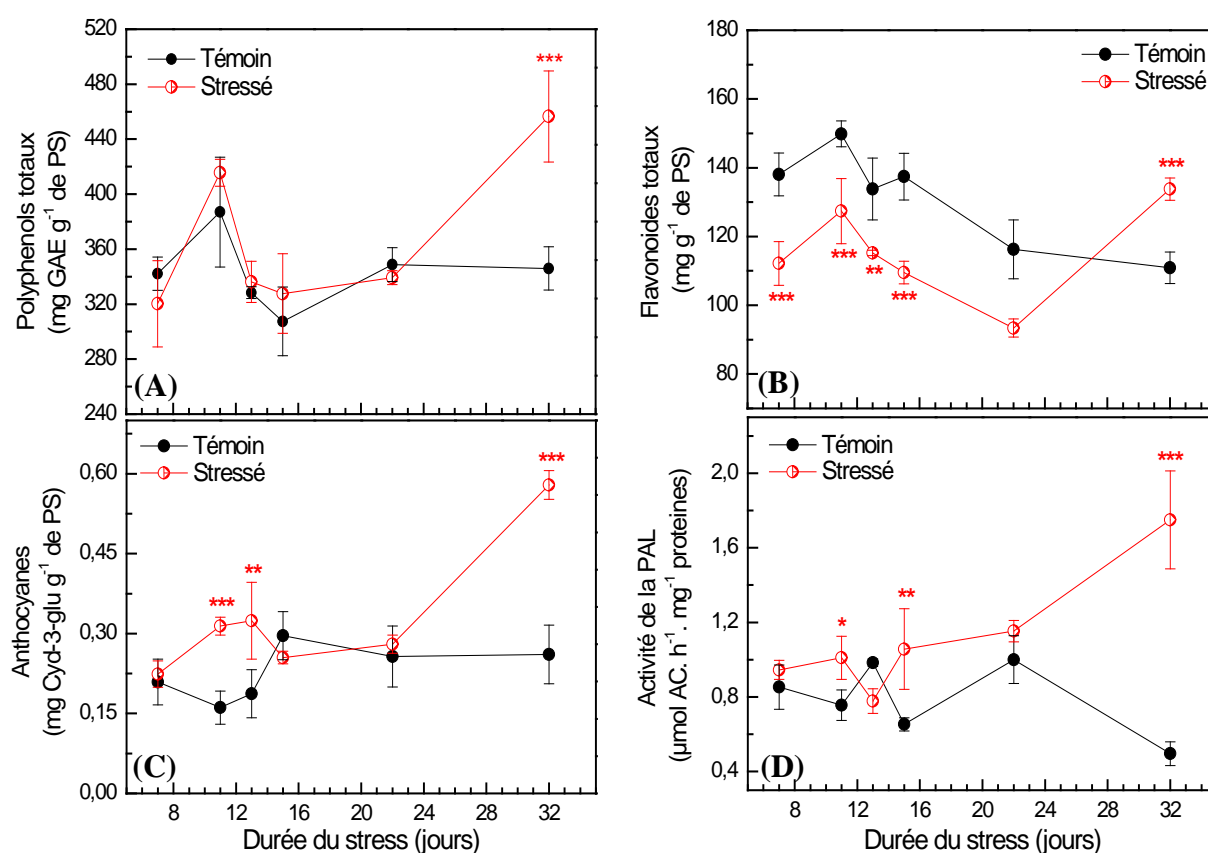 520
480
440
400
360
320
280
240
Polyphenols totaux
(mg GAE g⁻¹ de PS)
Témoin
Stressé
***
(A)
180
160
140
120
100
80
Flavonoides totaux
(mg g⁻¹ de PS)
Témoin
Stressé
***
***
**
***
***
(B)
0,60
0,45
0,30
0,15
0,00
Anthocyanes
(mg Cyd-3-glu g⁻¹ de PS)
Témoin
Stressé
***
**
***
(C)
8 12 16 20 24 28 32
Durée du stress (jours)
2,0
1,6
1,2
0,8
0,4
Activité de la PAL
(µmol AC. h⁻¹. mg⁻¹ proteines)
Témoin
Stressé
*
**
***
(D)
8 12 16 20 24 28 32
Durée du stress (jours)